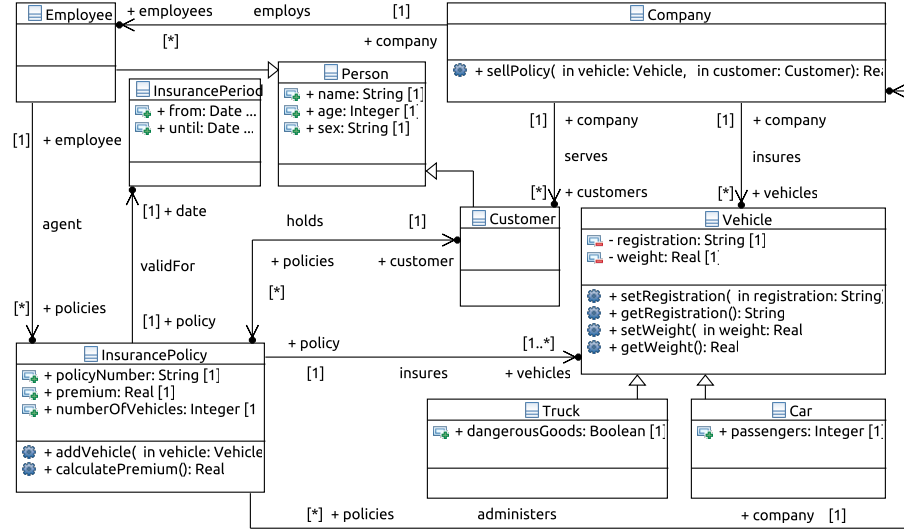 Employee
+ employees
employs
[1]
[*]
+ company
Company
+ sellPolicy( in vehicle: Vehicle, in customer: Customer): Rea
InsurancePeriod
+ from: Date ...
+ until: Date ...
Person
+ name: String [1]
+ age: Integer [1]
+ sex: String [1]
[1]
+ employee
agent
[*]
+ policies
[1] + date
validFor
[1] + policy
holds
[1]
+ policies
+ customer
[*]
[1]
+ company
serves
[*]
+ customers
[1]
+ company
insures
[*]
+ vehicles
Customer
Vehicle
- registration: String [1]
- weight: Real [1]
+ setRegistration( in registration: String)
+ getRegistration(): String
+ setWeight( in weight: Real
+ getWeight(): Real
InsurancePolicy
+ policyNumber: String [1]
+ premium: Real [1]
+ numberOfVehicles: Integer [1
+ addVehicle( in vehicle: Vehicle
+ calculatePremium(): Real
+ policy
[1..*]
[1]
insures
+ vehicles
Truck
+ dangerousGoods: Boolean [1]
Car
+ passengers: Integer [1]
[*]
+ policies
administers
+ company
[1]